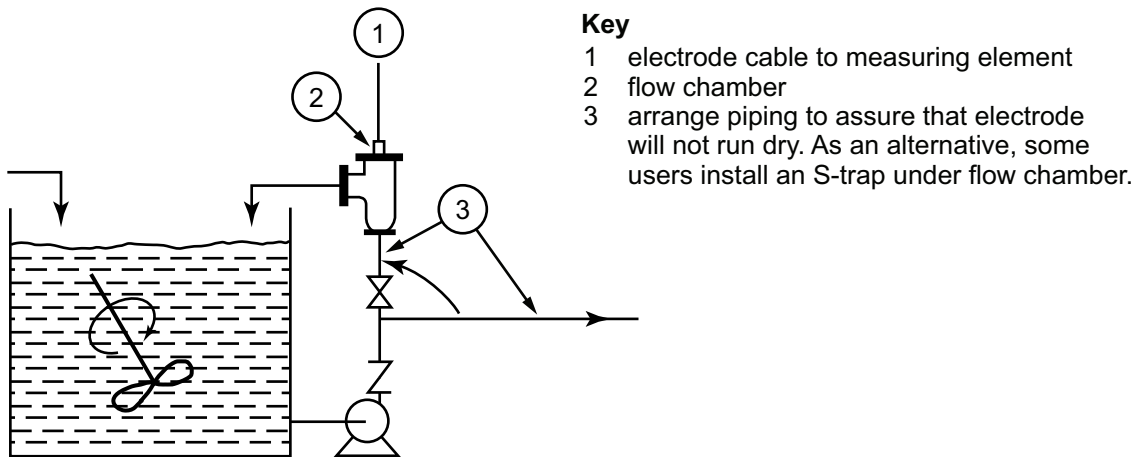 1
2
3
Key
1 electrode cable to measuring element
2 flow chamber
3 arrange piping to assure that electrode
will not run dry. As an alternative, some
users install an S-trap under flow chamber.